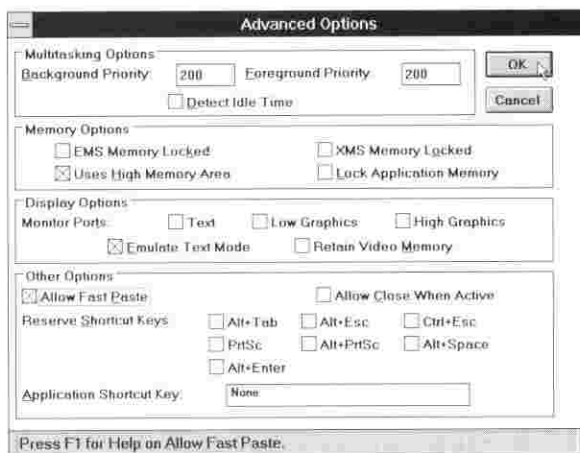 Advanced Options
Multitasking Options
Background Priority: 200 Foreground Priority: 200
Detect Idle Time
OK
Cancel
Memory Options
EMS Memory Locked XMS Memory Locked
Uses High Memory Area Lock Application Memory
Display Options
Monitor Ports: Text Low Graphics High Graphics
Emulate Text Mode Retain Video Memory
Other Options
Allow Fast Paste Allow Close When Active
Reserve Shortcut Keys: Alt+Tab Alt+Esc Ctrl+Esc
PrtSc Alt+PrtSc Alt+Space
Alt+Enter
Application Shortcut Key: None
Press F1 for Help on Allow Fast Paste.